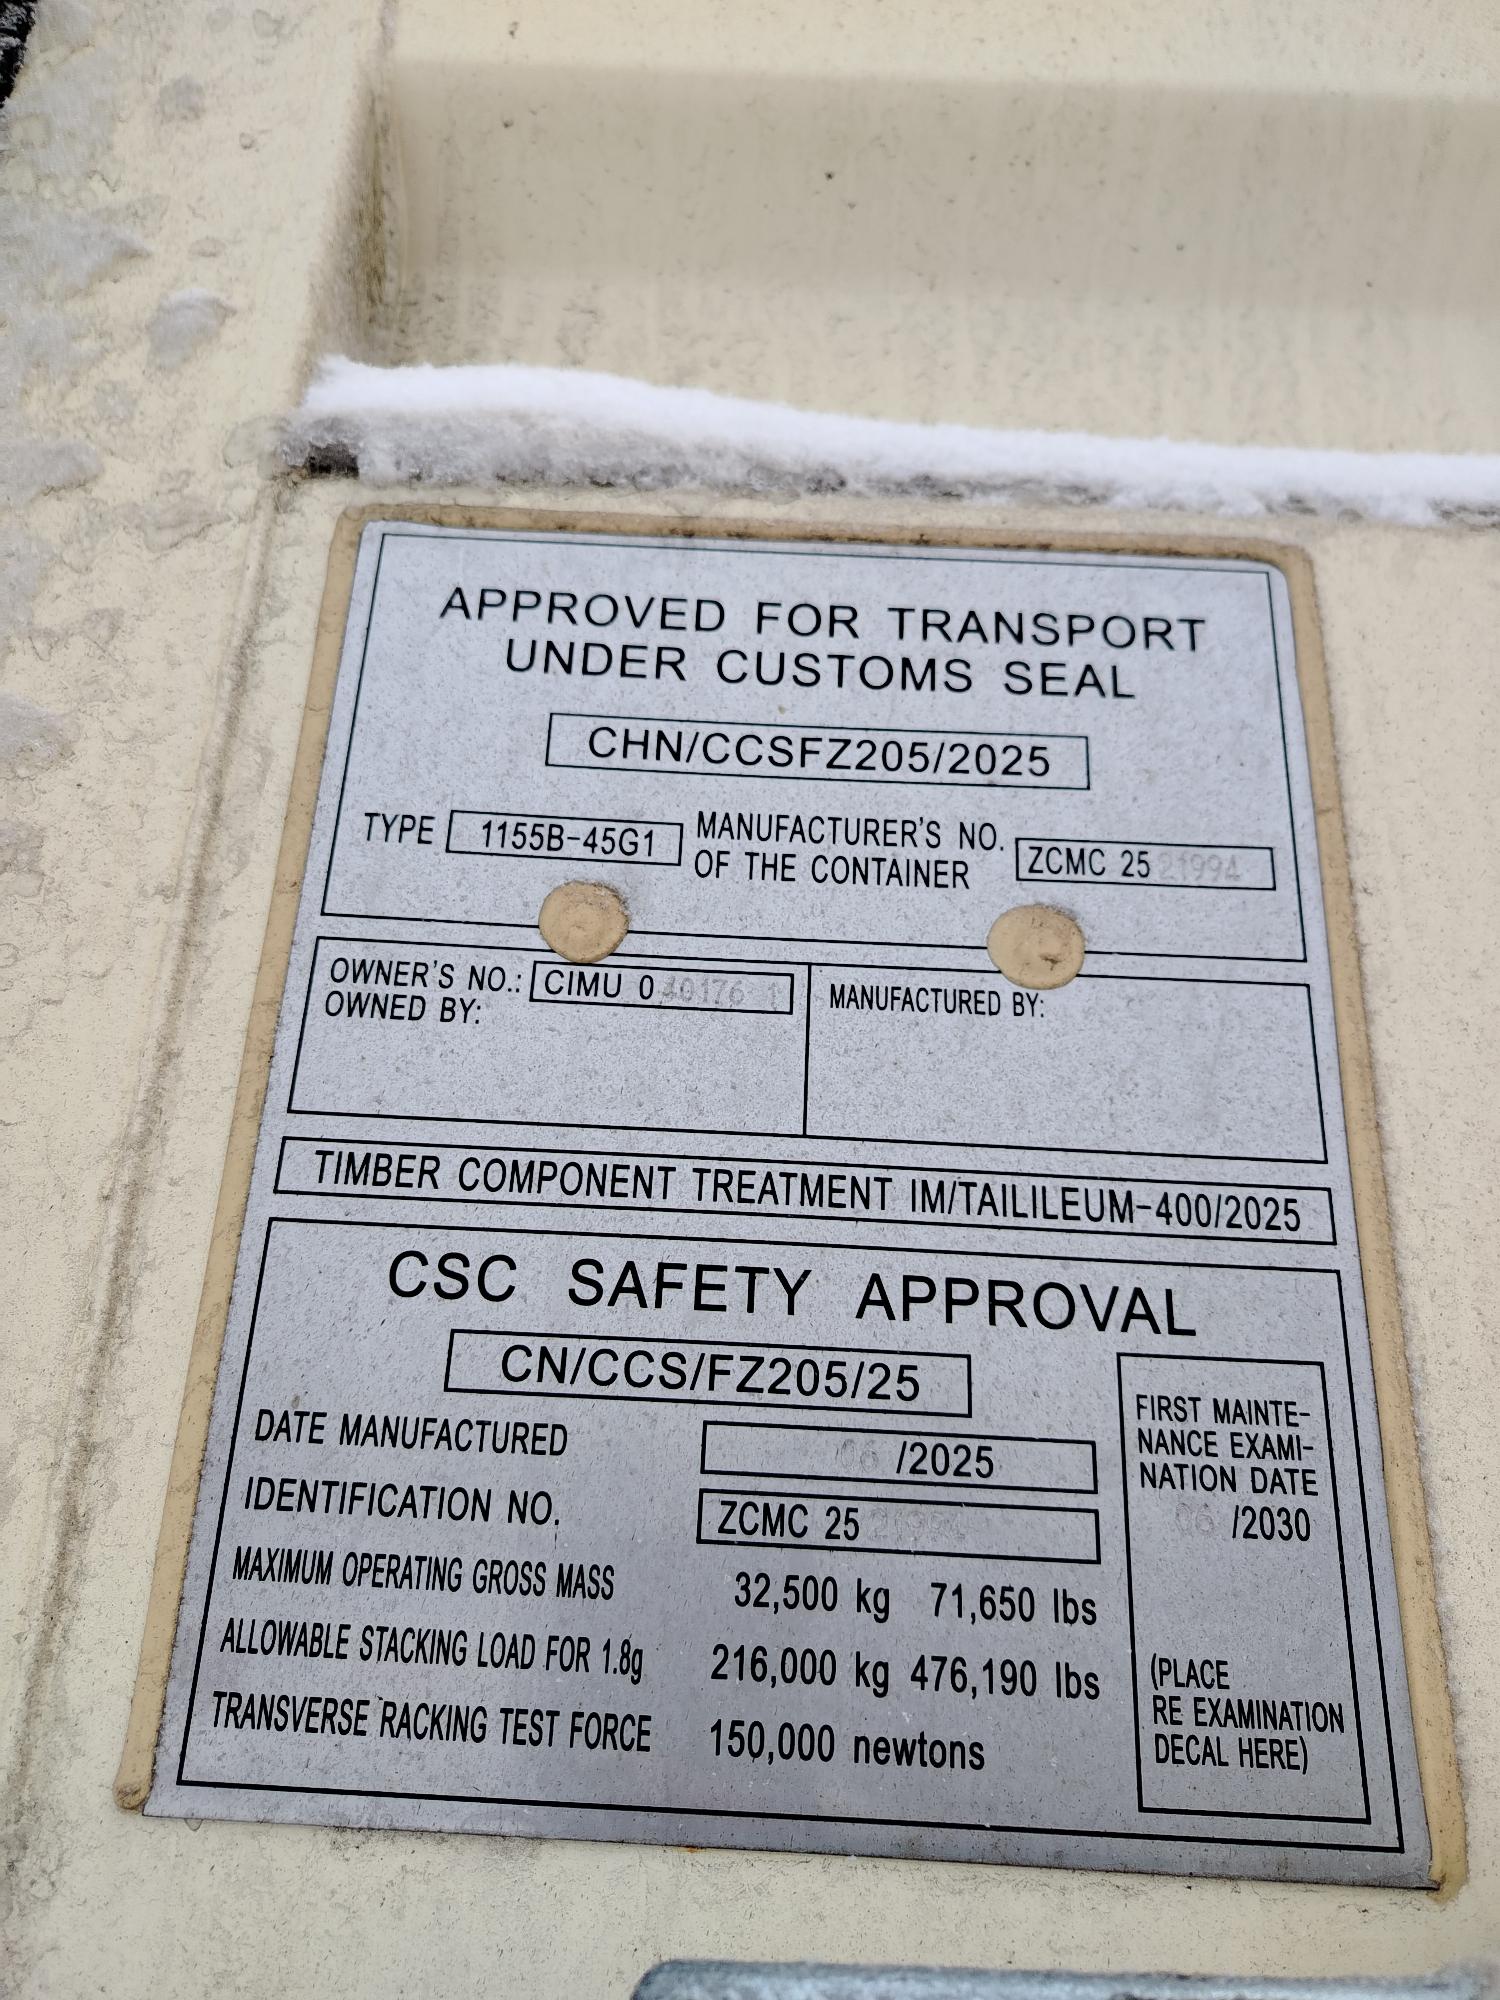 APPROVED FOR TRANSPORT
UNDER CUSTOMS SEAL
CHN/CCSFZ205/2025
TYPE 1155B-45G1 MANUFACTURER'S NO. OF THE CONTAINER ZCMC 25 21994
OWNER'S NO.: CIMU 0
OWNED BY:
MANUFACTURED BY:
TIMBER COMPONENT TREATMENT IM/TAILILEUM-400/2025
CSC SAFETY APPROVAL
CN/CCS/FZ205/25
DATE MANUFACTURED 06 /2025
IDENTIFICATION NO. ZCMC 25
MAXIMUM OPERATING GROSS MASS 32,500 kg 71,650 lbs
ALLOWABLE STACKING LOAD FOR 1.8g 216,000 kg 476,190 lbs
TRANSVERSE RACKING TEST FORCE 150,000 newtons
FIRST MAINTE-
NANCE EXAMI-
NATION DATE
06 /2030
(PLACE
RE EXAMINATION
DECAL HERE)